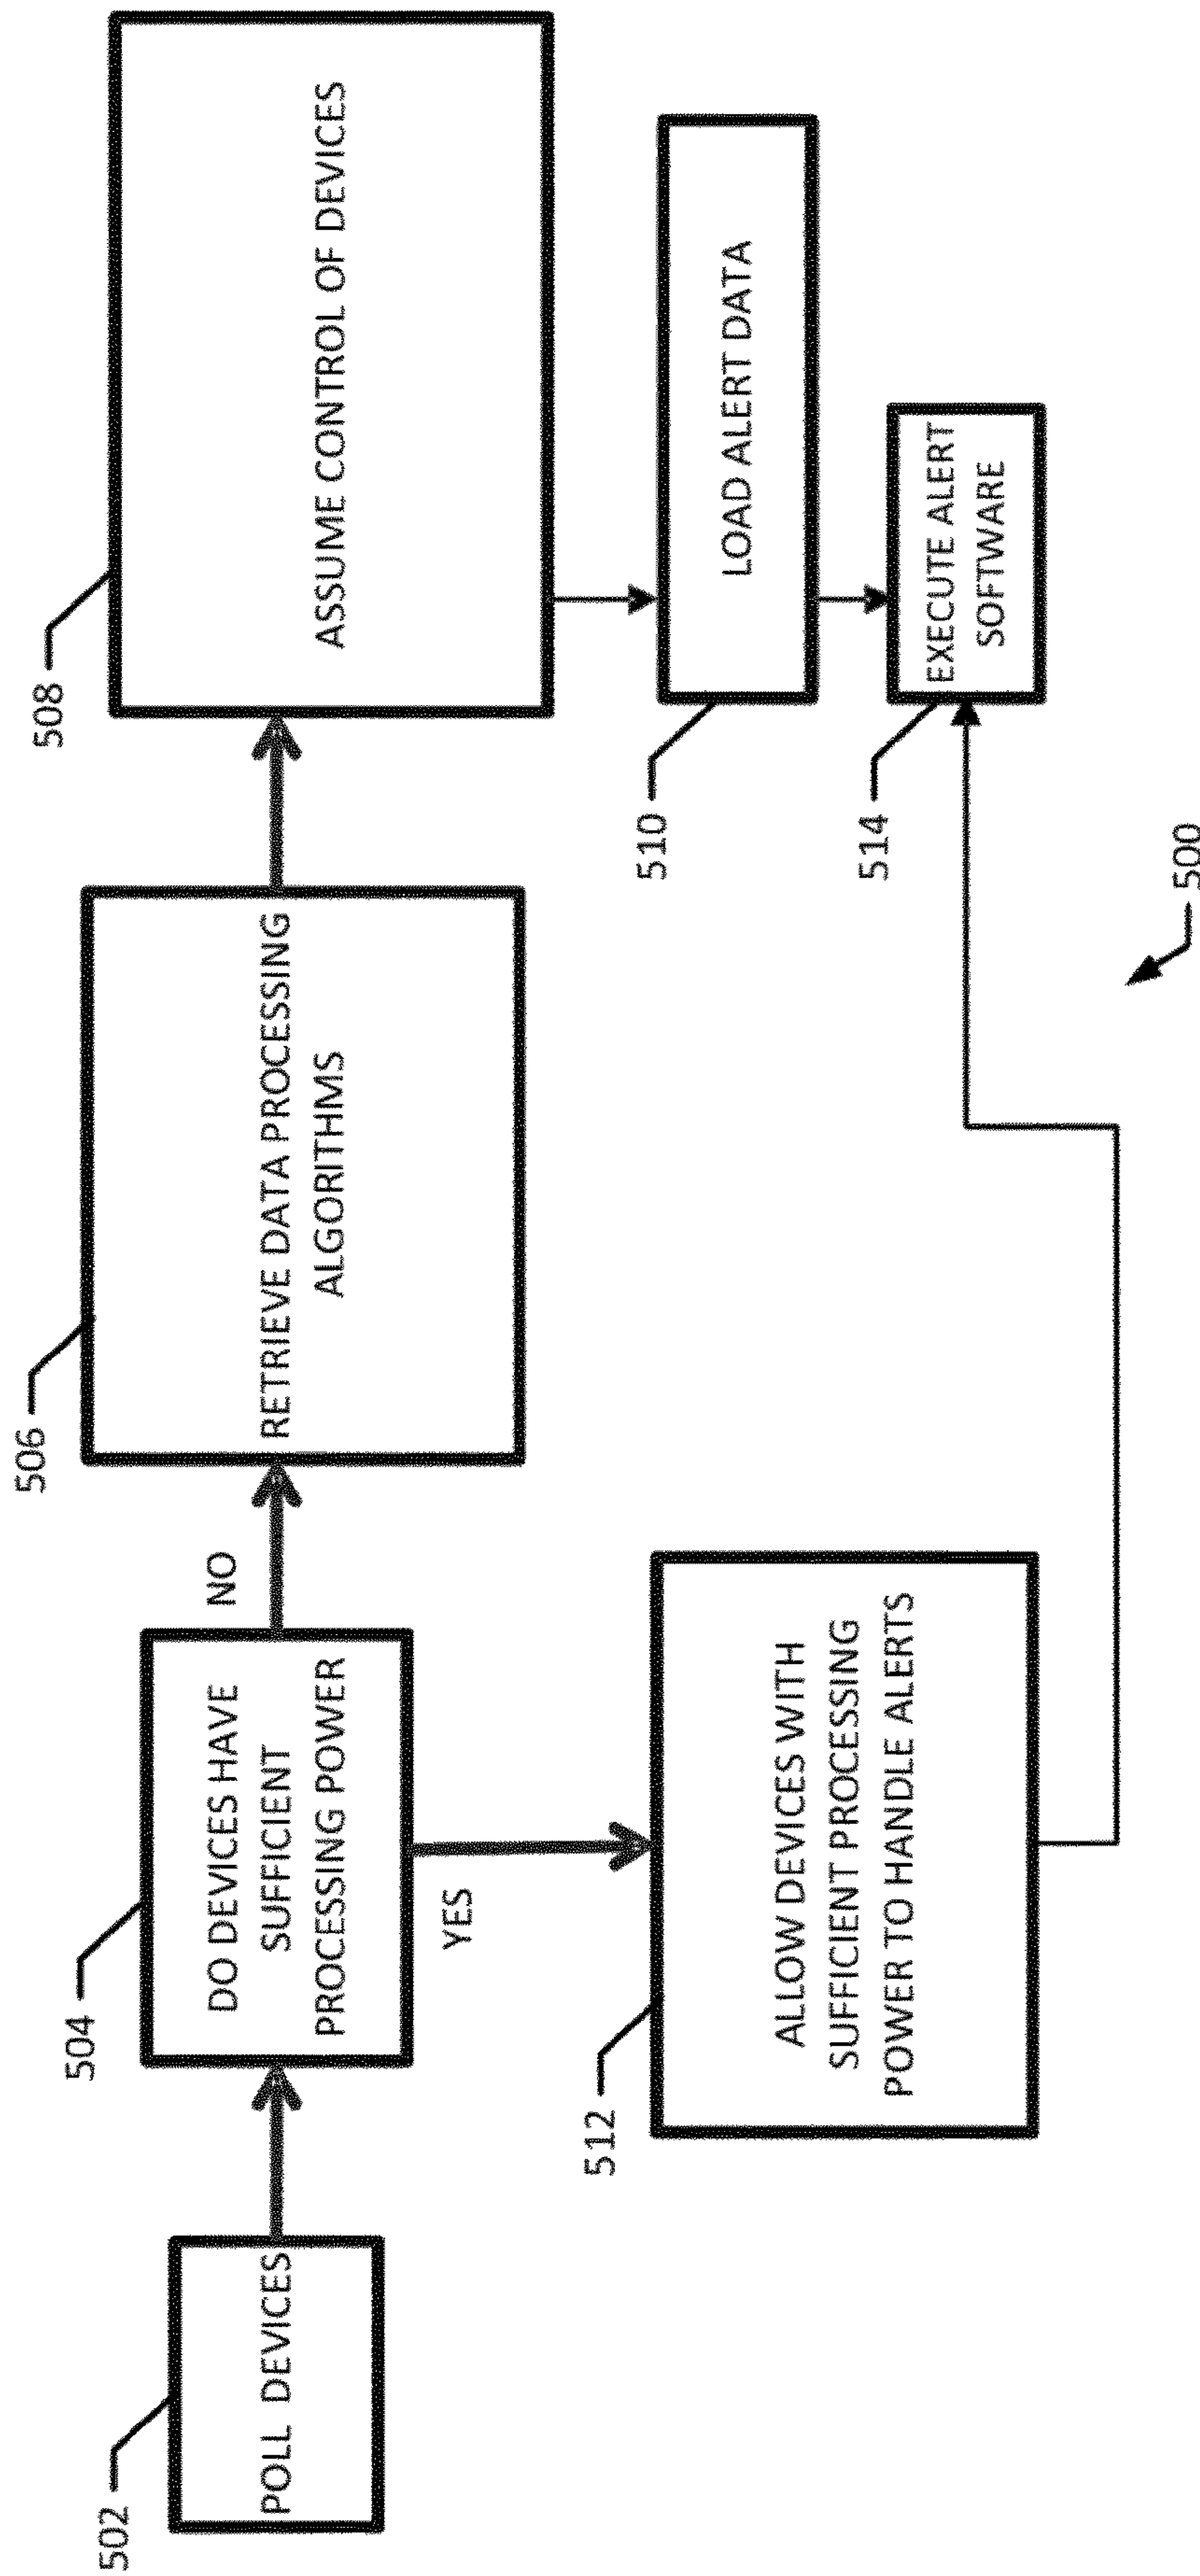 502
POLL DEVICES
504
DO DEVICES HAVE
SUFFICIENT
PROCESSING POWER
NO
YES
506
RETRIEVE DATA PROCESSING
ALGORITHMS
508
ASSUME CONTROL OF DEVICES
512
ALLOW DEVICES WITH
SUFFICIENT PROCESSING
POWER TO HANDLE ALERTS
510
LOAD ALERT DATA
514
EXECUTE ALERT
SOFTWARE
500